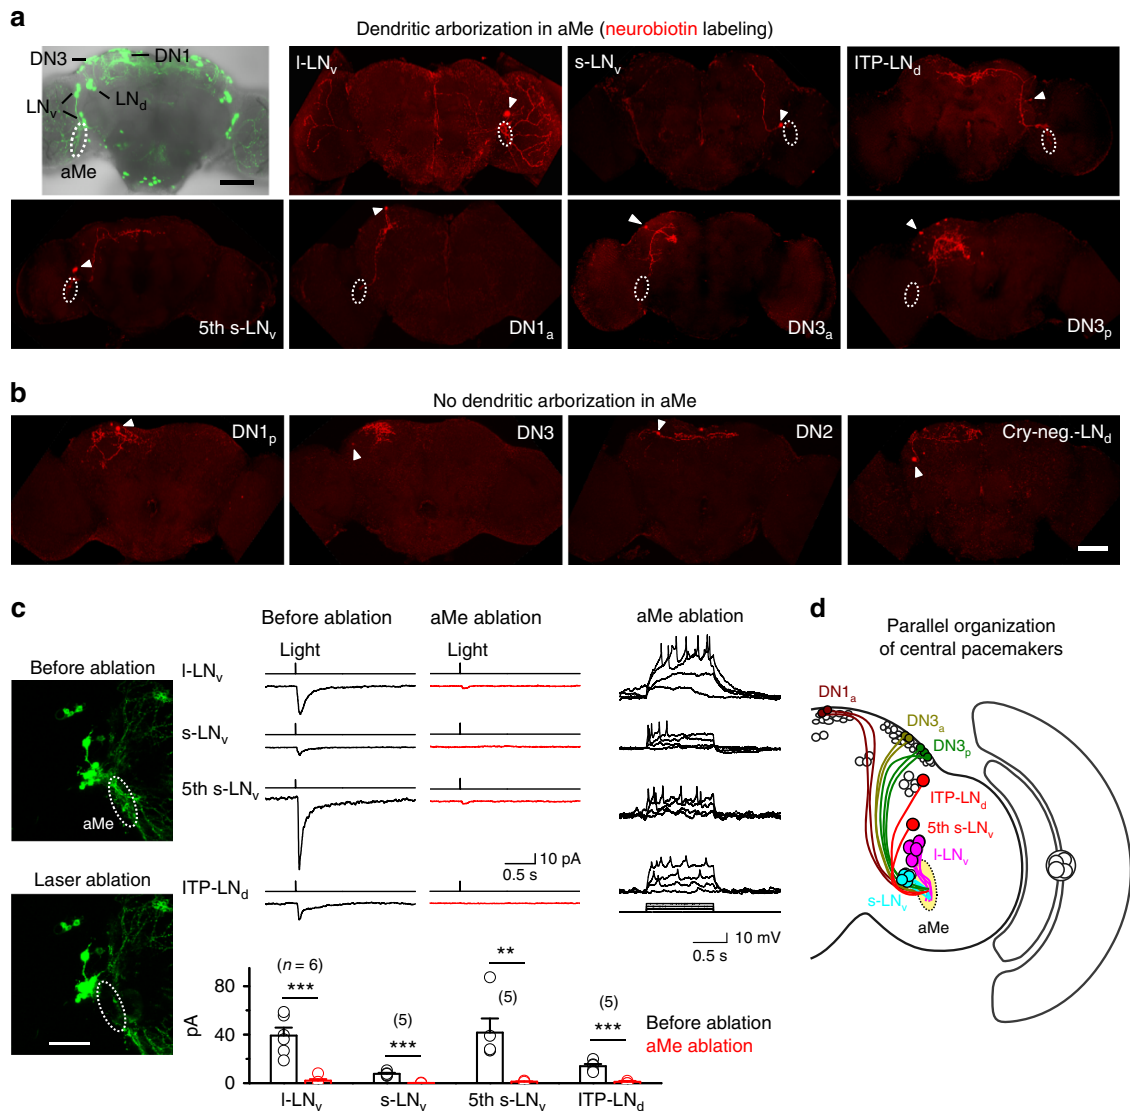 a
Dendritic arborization in aMe (neurobiotin labeling)
DN3
DN1
LNv
LNd
aMe
l-LNv
s-LNv
ITP-LNd
5th s-LNv
DN1a
DN3a
DN3p
b
No dendritic arborization in aMe
DN1p
DN3
DN2
Cry-neg.-LNd
c
Before ablation
aMe ablation
aMe ablation
Before ablation
aMe
Laser ablation
l-LNv
Light
Light
s-LNv
5th s-LNv
10 pA
0.5 s
ITP-LNd
10 mV
0.5 s
pA
80
40
0
(n = 6)
***
(5)
***
**
(5)
(5)
***
Before ablation
aMe ablation
l-LNv
s-LNv
5th s-LNv
ITP-LNd
d
Parallel organization
of central pacemakers
DN1a
DN3a
DN3p
ITP-LNd
5th s-LNv
l-LNv
s-LNv
aMe